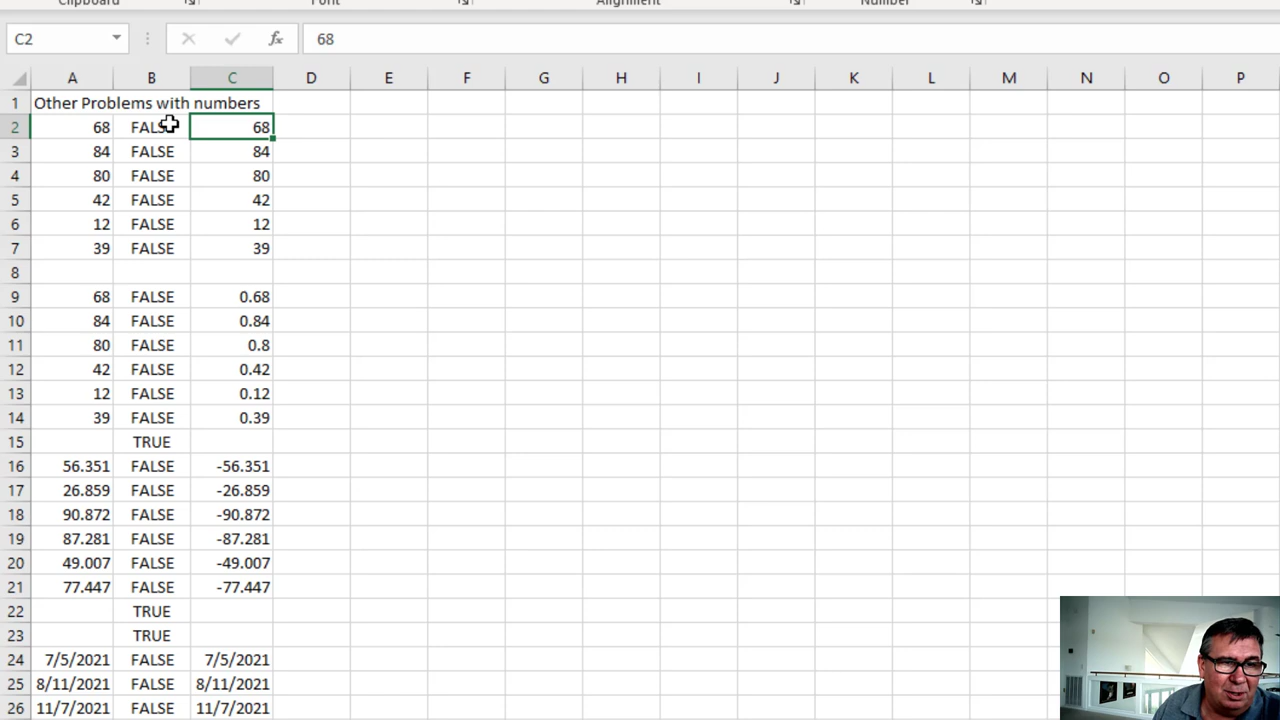 Clipboard Font Alignment Number
C2 fx 68
A B C D E F G H I J K L M N O P
1 Other Problems with numbers
2 68 FALSE 68
3 84 FALSE 84
4 80 FALSE 80
5 42 FALSE 42
6 12 FALSE 12
7 39 FALSE 39
8
9 68 FALSE 0.68
10 84 FALSE 0.84
11 80 FALSE 0.8
12 42 FALSE 0.42
13 12 FALSE 0.12
14 39 FALSE 0.39
15 TRUE
16 56.351 FALSE -56.351
17 26.859 FALSE -26.859
18 90.872 FALSE -90.872
19 87.281 FALSE -87.281
20 49.007 FALSE -49.007
21 77.447 FALSE -77.447
22 TRUE
23 TRUE
24 7/5/2021 FALSE 7/5/2021
25 8/11/2021 FALSE 8/11/2021
26 11/7/2021 FALSE 11/7/2021